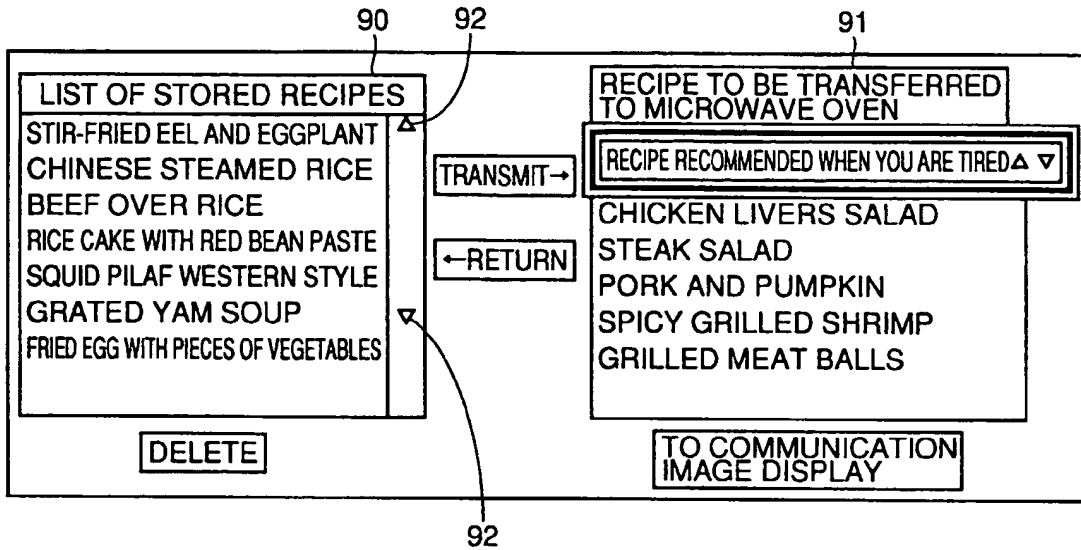 90
92
91
LIST OF STORED RECIPES
STIR-FRIED EEL AND EGGPLANT
CHINESE STEAMED RICE
BEEF OVER RICE
RICE CAKE WITH RED BEAN PASTE
SQUID PILAF WESTERN STYLE
GRATED YAM SOUP
FRIED EGG WITH PIECES OF VEGETABLES
△
▽
DELETE
TRANSMIT→
←RETURN
RECIPE TO BE TRANSFERRED
TO MICROWAVE OVEN
RECIPE RECOMMENDED WHEN YOU ARE TIRED△ ▽
CHICKEN LIVERS SALAD
STEAK SALAD
PORK AND PUMPKIN
SPICY GRILLED SHRIMP
GRILLED MEAT BALLS
TO COMMUNICATION
IMAGE DISPLAY
92